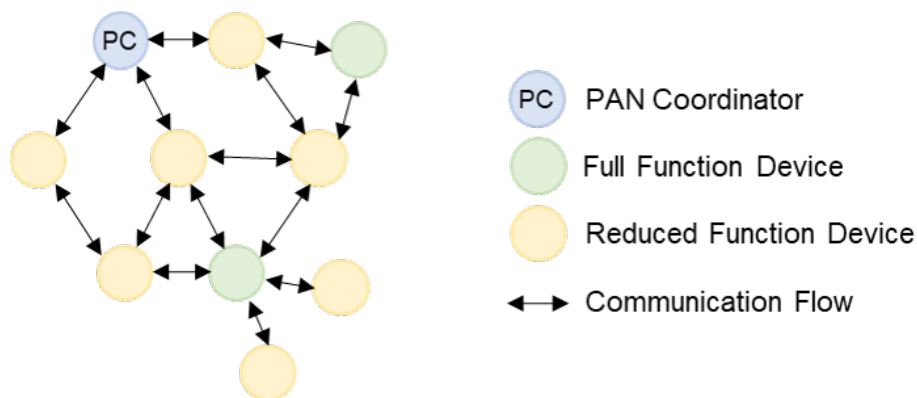 PC
PC PAN Coordinator
Full Function Device
Reduced Function Device
Communication Flow